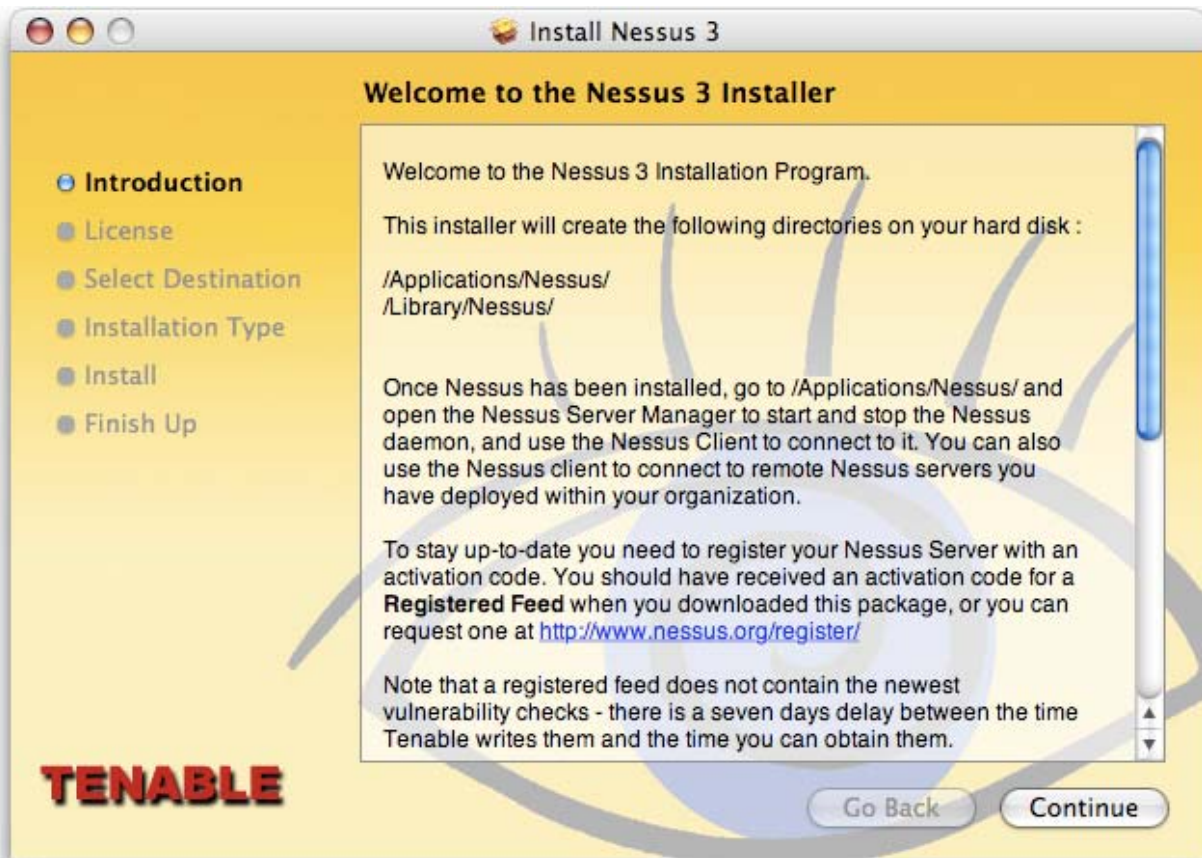 Install Nessus 3
Welcome to the Nessus 3 Installer
Introduction
License
Select Destination
Installation Type
Install
Finish Up
Welcome to the Nessus 3 Installation Program.
This installer will create the following directories on your hard disk :
/Applications/Nessus/
/Library/Nessus/
Once Nessus has been installed, go to /Applications/Nessus/ and
open the Nessus Server Manager to start and stop the Nessus
daemon, and use the Nessus Client to connect to it. You can also
use the Nessus client to connect to remote Nessus servers you
have deployed within your organization.
To stay up-to-date you need to register your Nessus Server with an
activation code. You should have received an activation code for a
Registered Feed when you downloaded this package, or you can
request one at http://www.nessus.org/register/
Note that a registered feed does not contain the newest
vulnerability checks - there is a seven days delay between the time
Tenable writes them and the time you can obtain them.
TENABLE
Go Back
Continue